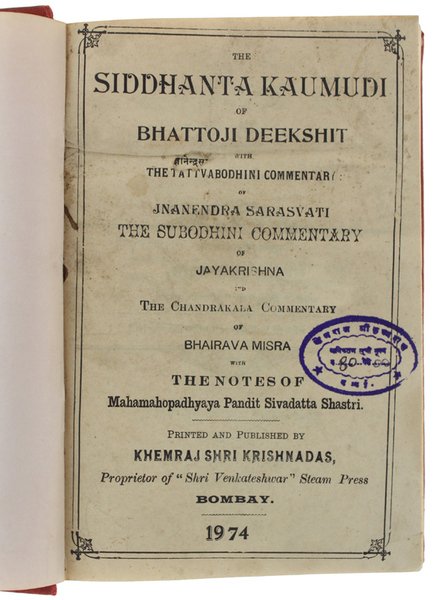 THE
SIDDHANTA KAUMUDI
OF
BHATTOJI DEEKSHIT
WITH
THE TATTVABODHINI COMMENTARY
OF
JNANENDRA SARASVATI
THE SUBODHINI COMMENTARY
OF
JAYAKRISHNA
AND
THE CHANDRAKALA COMMENTARY
OF
BHAIRAVA MISRA
WITH
THE NOTES OF
Mahamahopadhyaya Pandit Sivadatta Shastri.
PRINTED AND PUBLISHED BY
KHEMRAJ SHRI KRISHNADAS,
Proprietor of "Shri Venkateshwar" Steam Press
BOMBAY.
1974